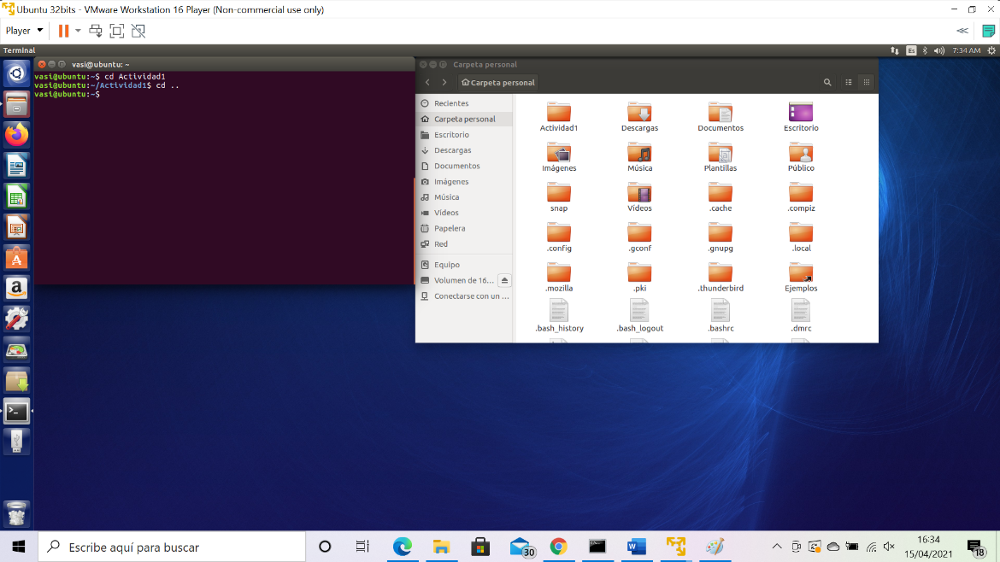 Ubuntu 32bits - VMware Workstation 16 Player (Non-commercial use only)
Player
Terminal
Es
7:34 AM
vasi@ubuntu: ~
vasi@ubuntu:~$ cd Actividad1
vasi@ubuntu:~/Actividad1$ cd ..
vasi@ubuntu:~$
Carpeta personal
Carpeta personal
Recientes
Carpeta personal
Escritorio
Descargas
Documentos
Imágenes
Música
Vídeos
Papelera
Red
Equipo
Volumen de 16…
Conectarse con un …
Actividad1 Descargas Documentos Escritorio
Imágenes Música Plantillas Público
snap Vídeos .cache .compiz
.config .gconf .gnupg .local
.mozilla .pki .thunderbird Ejemplos
.bash_history .bash_logout .bashrc .dmrc
Escribe aquí para buscar
30
16:34
15/04/2021
18